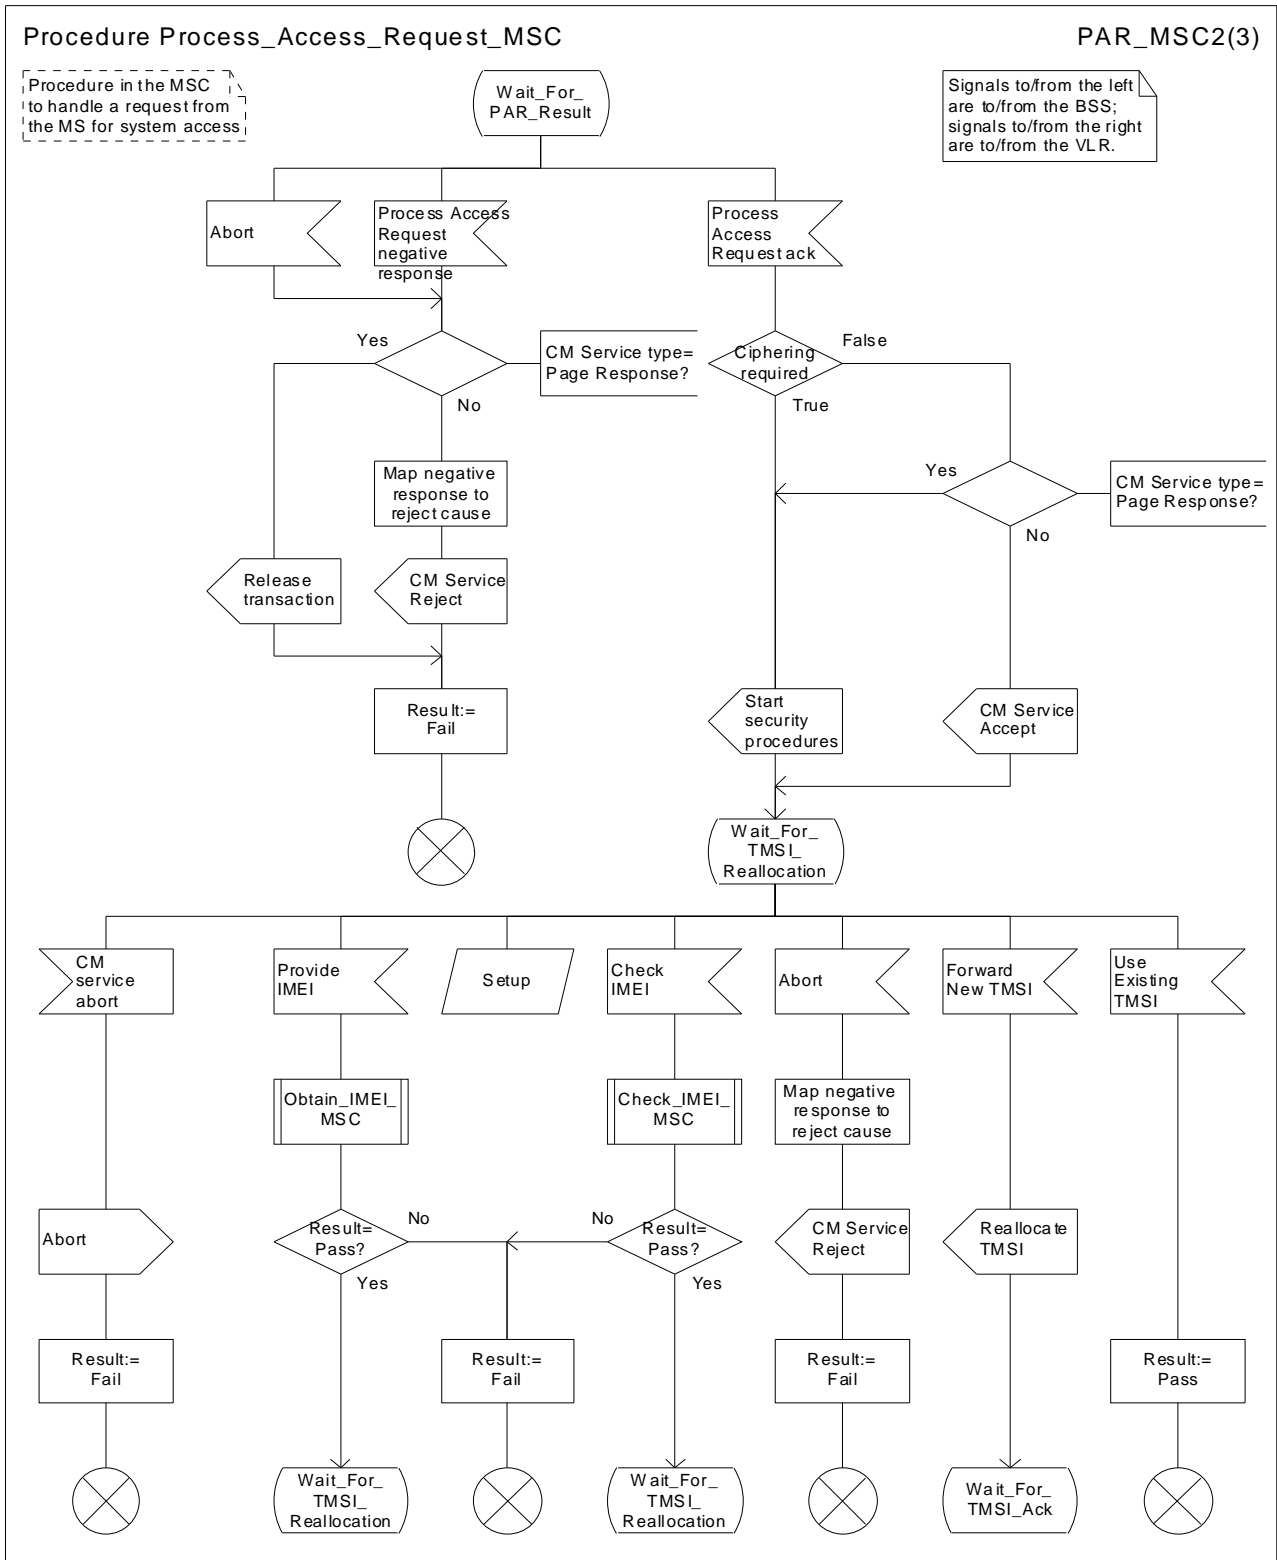 Procedure Process_Access_Request_MSC
PAR_MSC2(3)
Procedure in the MSC
to handle a request from
the MS for system access
Wait_For_
PAR_Result
Signals to/from the left
are to/from the BSS;
signals to/from the right
are to/from the VLR.
Abort
Process Access
Request
negative
response
Process
Access
Request ack
Yes
CM Service type=
Page Response?
No
Ciphering
required
False
True
Map negative
response to
reject cause
Yes
CM Service type=
Page Response?
No
Release
transaction
CM Service
Reject
Result:=
Fail
Start
security
procedures
CM Service
Accept
Wait_For_
TMSI_
Reallocation
CM
service
abort
Provide
IMEI
Setup
Check
IMEI
Abort
Forward
New TMSI
Use
Existing
TMSI
Obtain_IMEI_
MSC
Check_IMEI_
MSC
Map negative
response to
reject cause
Abort
Result=
Pass?
No
Yes
No
Result=
Pass?
Yes
CM Service
Reject
Reallocate
TMSI
Result:=
Fail
Result:=
Fail
Result:=
Fail
Result:=
Pass
Wait_For_
TMSI_
Reallocation
Wait_For_
TMSI_
Reallocation
Wait_For_
TMSI_Ack